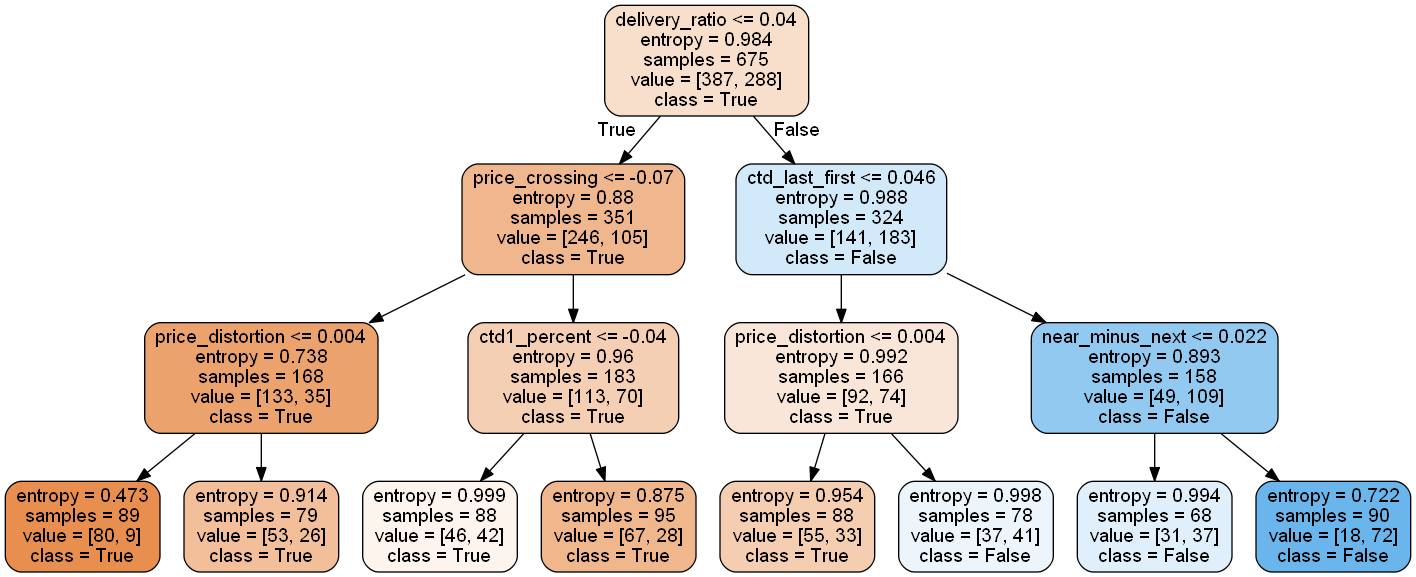 delivery_ratio <= 0.04
entropy = 0.984
samples = 675
value = [387, 288]
class = True
True
False
price_crossing <= -0.07
entropy = 0.88
samples = 351
value = [246, 105]
class = True
ctd_last_first <= 0.046
entropy = 0.988
samples = 324
value = [141, 183]
class = False
price_distortion <= 0.004
entropy = 0.738
samples = 168
value = [133, 35]
class = True
ctd1_percent <= -0.04
entropy = 0.96
samples = 183
value = [113, 70]
class = True
price_distortion <= 0.004
entropy = 0.992
samples = 166
value = [92, 74]
class = True
near_minus_next <= 0.022
entropy = 0.893
samples = 158
value = [49, 109]
class = False
entropy = 0.473
samples = 89
value = [80, 9]
class = True
entropy = 0.914
samples = 79
value = [53, 26]
class = True
entropy = 0.999
samples = 88
value = [46, 42]
class = True
entropy = 0.875
samples = 95
value = [67, 28]
class = True
entropy = 0.954
samples = 88
value = [55, 33]
class = True
entropy = 0.998
samples = 78
value = [37, 41]
class = False
entropy = 0.994
samples = 68
value = [31, 37]
class = False
entropy = 0.722
samples = 90
value = [18, 72]
class = False